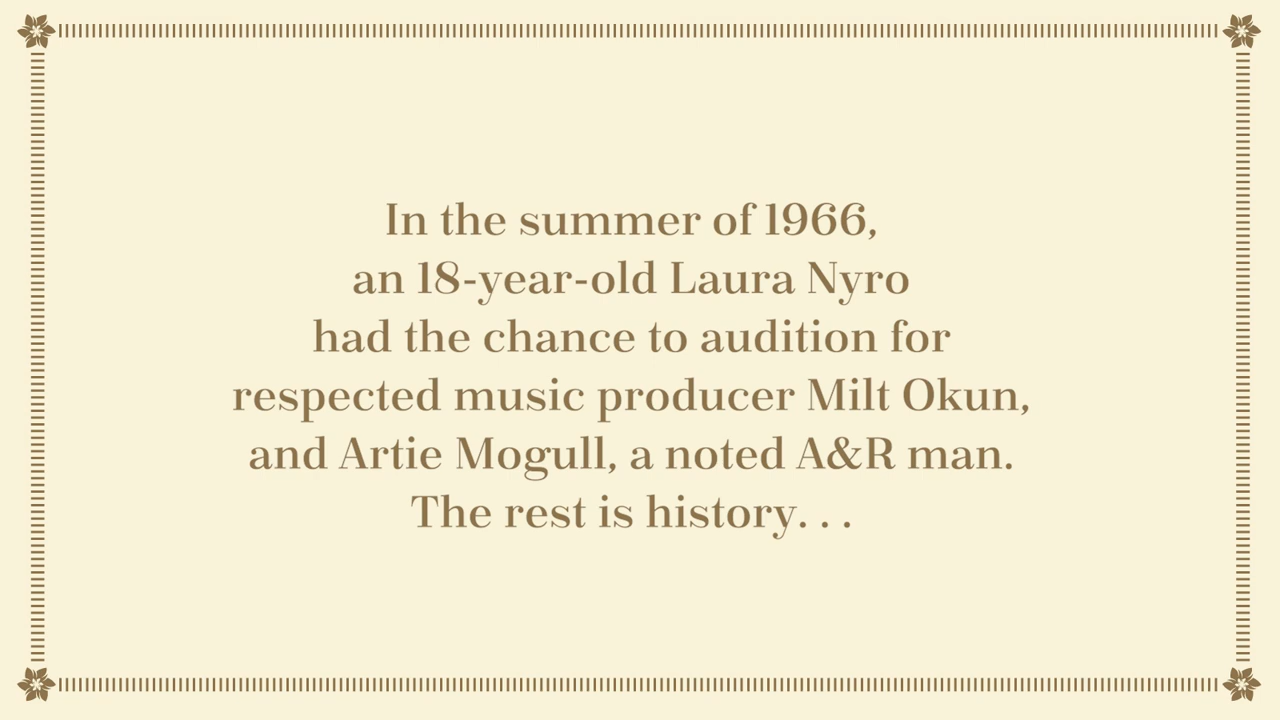 In the summer of 1966,
an 18-year-old Laura Nyro
had the chance to audition for
respected music producer Milt Okun,
and Artie Mogull, a noted A&R man.
The rest is history. . .